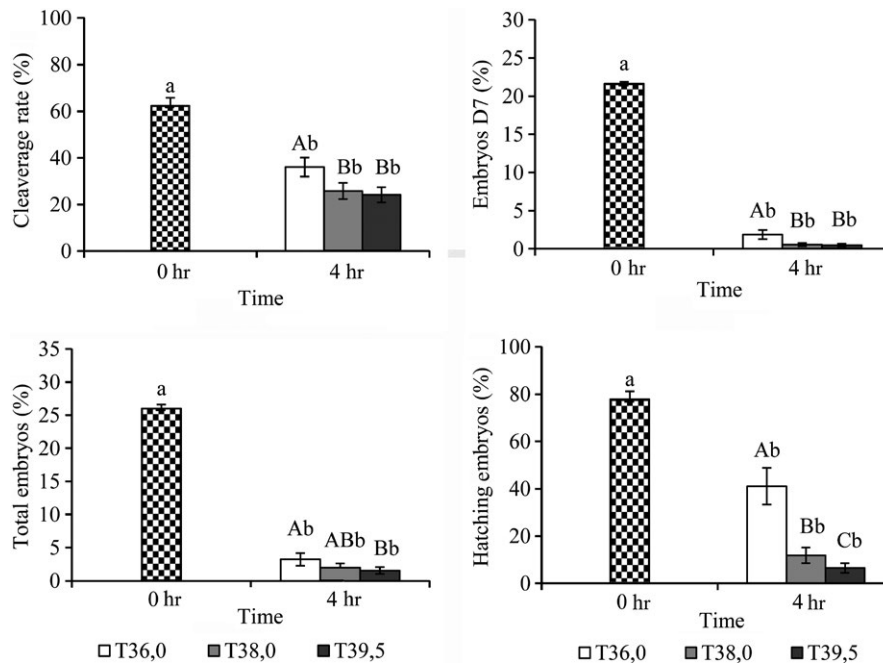 100
80
60
40
20
0
Cleaverage rate (%)
a
Ab
Bb
Bb
0 hr
4 hr
Time
30
25
20
15
10
5
0
Embryos D7 (%)
a
Ab
Bb
Bb
0 hr
4 hr
Time
35
30
25
20
15
10
5
0
Total embryos (%)
a
Ab
ABb
Bb
0 hr
4 hr
Time
100
80
60
40
20
0
Hatching embryos (%)
a
Ab
Bb
Cb
0 hr
4 hr
Time
T36,0 T38,0 T39,5
T36,0 T38,0 T39,5